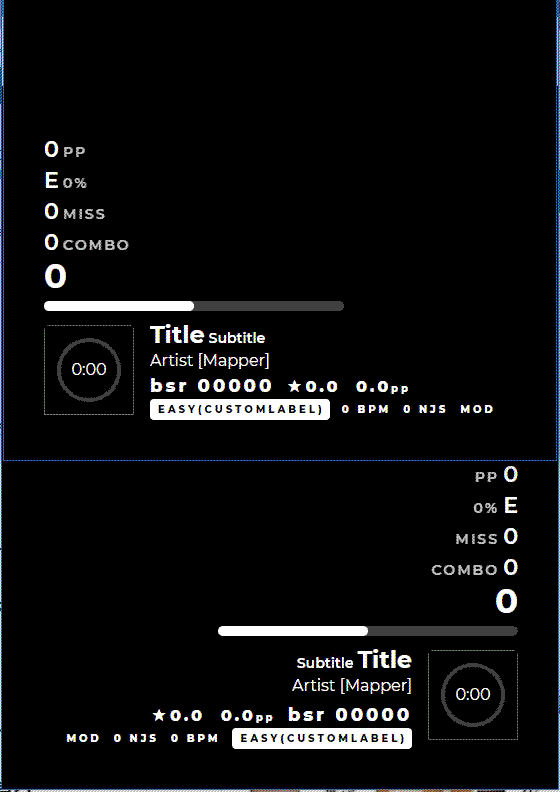 0 PP
E 0%
0 MISS
0 COMBO
0
0:00
Title Subtitle
Artist [Mapper]
bsr 00000 ★0.0 0.0pp
EASY(CUSTOMLABEL) 0 BPM 0 NJS MOD
PP 0
0% E
MISS 0
COMBO 0
0
Subtitle Title
Artist [Mapper]
0:00
★0.0 0.0pp bsr 00000
MOD 0 NJS 0 BPM EASY(CUSTOMLABEL)